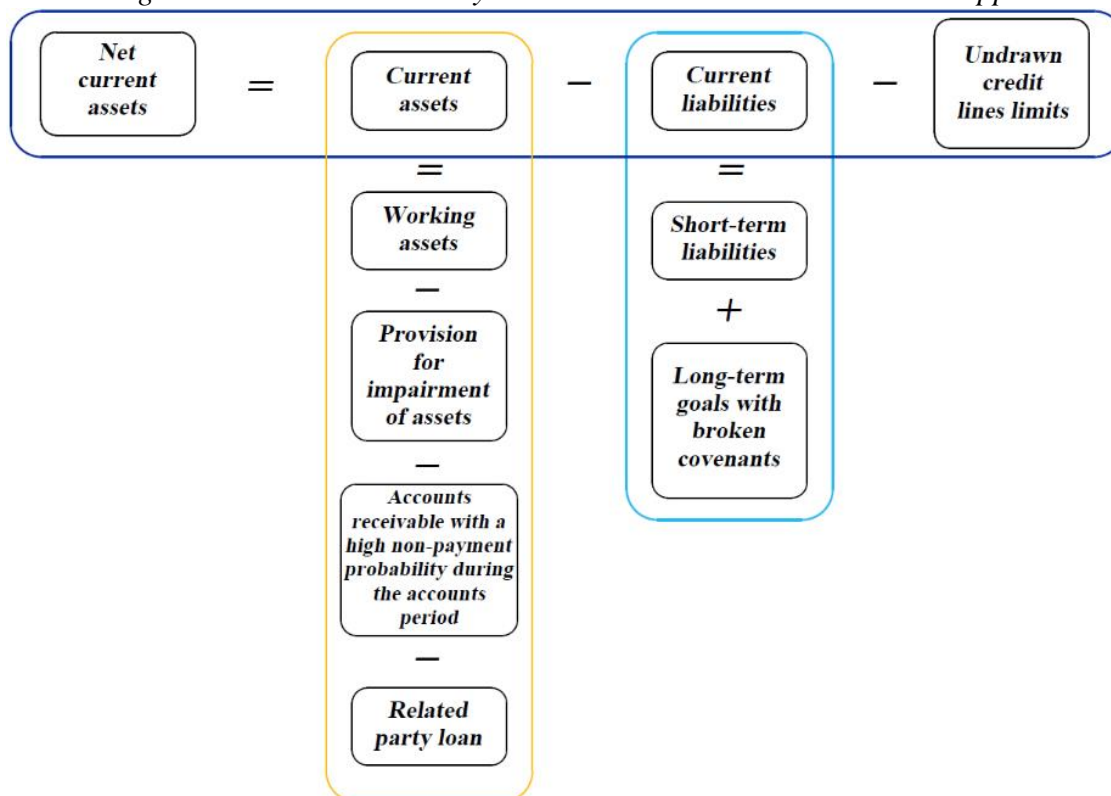 Net
current
assets
=
Current
assets
–
Current
liabilities
–
Undrawn
credit
lines limits
=
Working
assets
–
Provision
for
impairment
of assets
–
Accounts
receivable with a
high non-payment
probability during
the accounts
period
–
Related
party loan
=
Short-term
liabilities
+
Long-term
goals with
broken
covenants